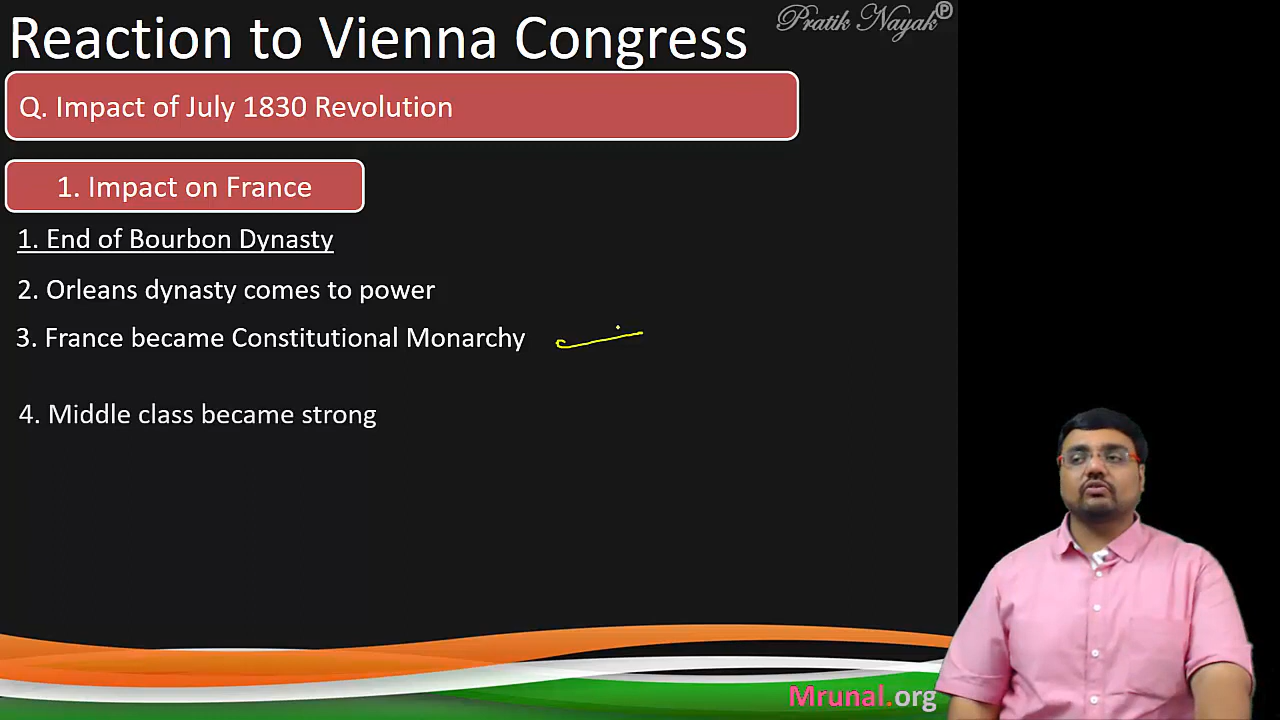 Reaction to Vienna Congress
Pratik Nayak ℗
Q. Impact of July 1830 Revolution
1. Impact on France
1. End of Bourbon Dynasty
2. Orleans dynasty comes to power
3. France became Constitutional Monarchy
4. Middle class became strong
Mrunal.org